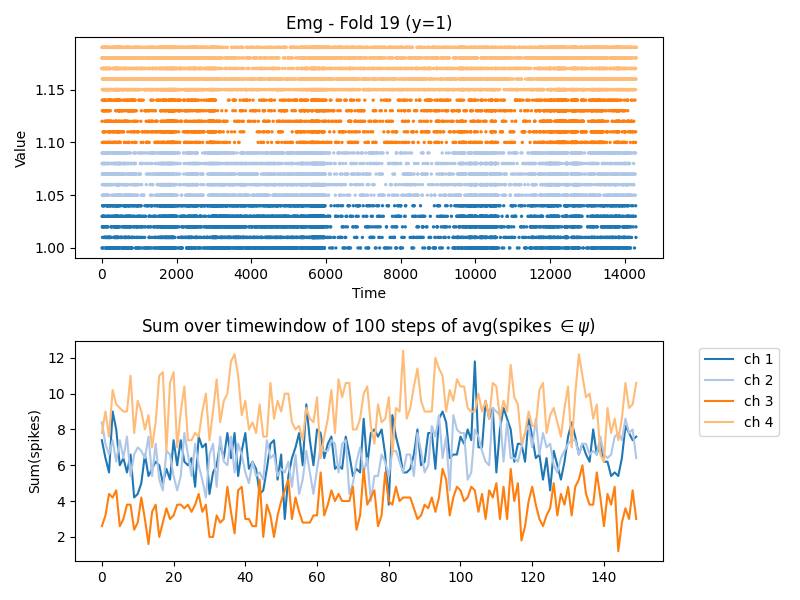 Emg - Fold 19 (y=1)
Value
1.15
1.10
1.05
1.00
0 2000 4000 6000 8000 10000 12000 14000
Time
Sum over timewindow of 100 steps of avg(spikes ∈ψ)
Sum(spikes)
12
10
8
6
4
2
0 20 40 60 80 100 120 140
ch 1
ch 2
ch 3
ch 4